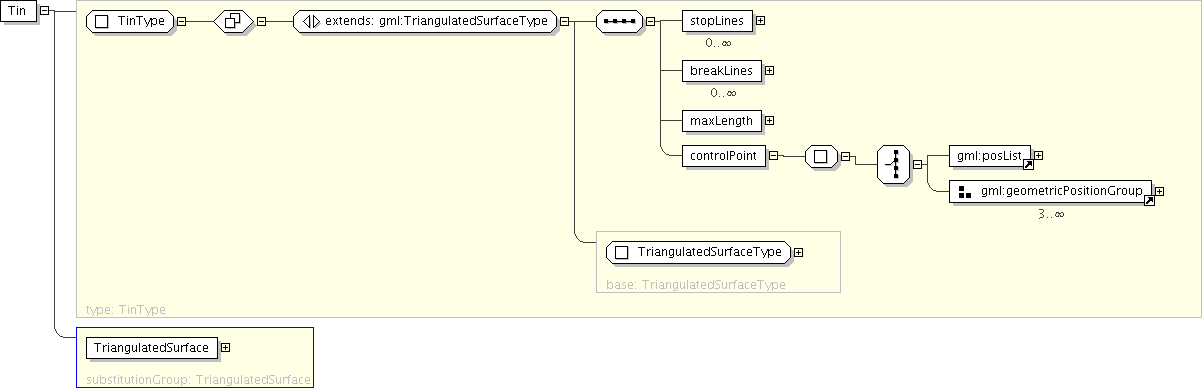 Tin
TinType
extends: gml:TriangulatedSurfaceType
stopLines
0..∞
breakLines
0..∞
maxLength
controlPoint
gml:posList
gml:geometricPositionGroup
3..∞
TriangulatedSurfaceType
base: TriangulatedSurfaceType
type: TinType
TriangulatedSurface
substitutionGroup: TriangulatedSurface